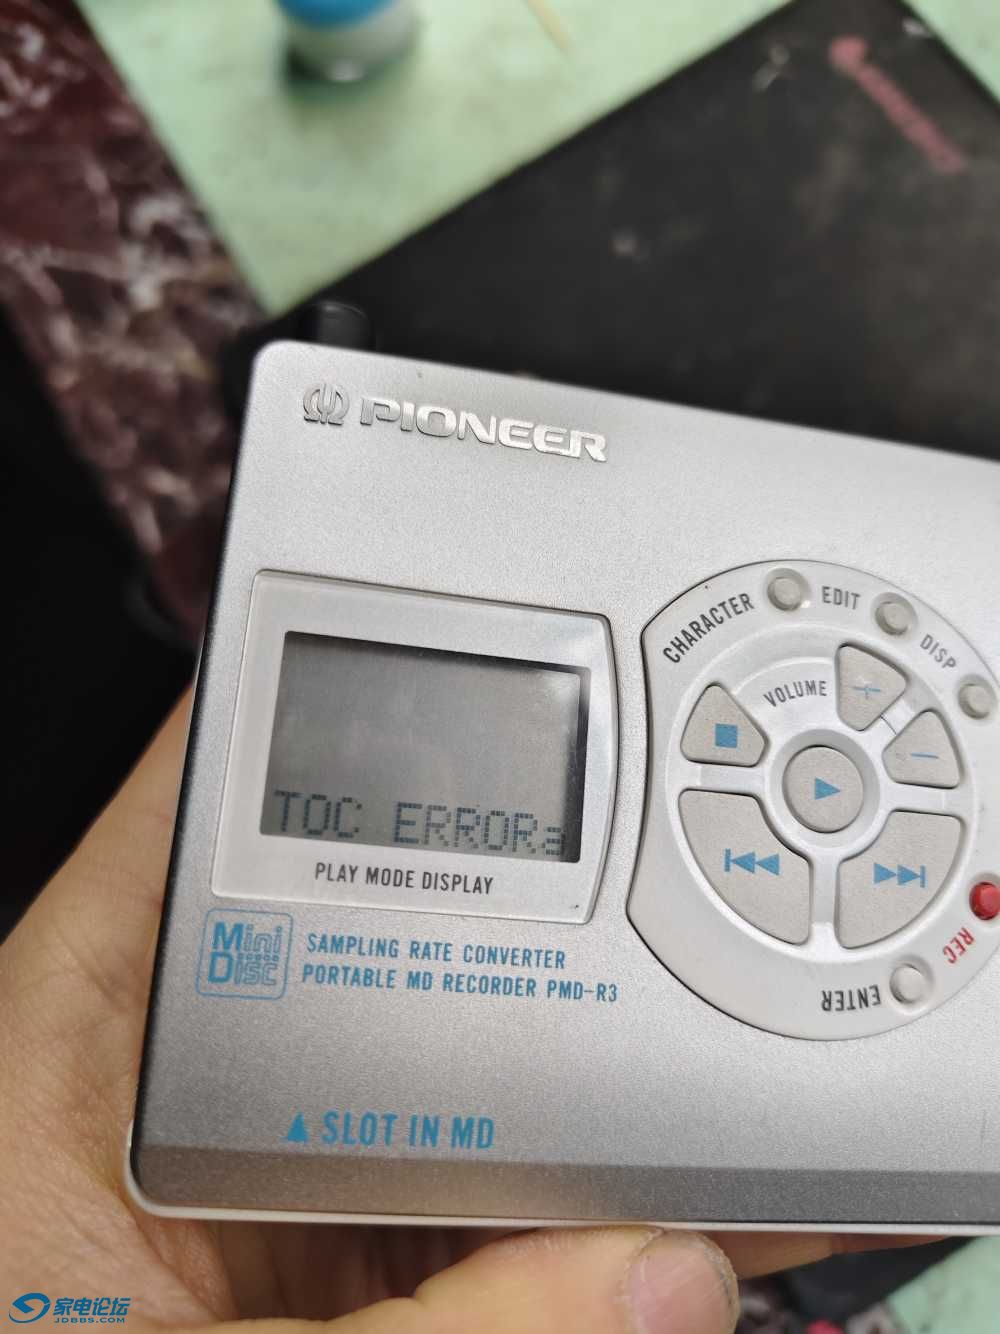 PIONEER
CHARACTER
EDIT
DISP
VOLUME
+
−
TOC ERROR
PLAY MODE DISPLAY
REC
ENTER
Mini
Disc
SAMPLING RATE CONVERTER
PORTABLE MD RECORDER PMD-R3
▲ SLOT IN MD
家电论坛
JDBBS.COM